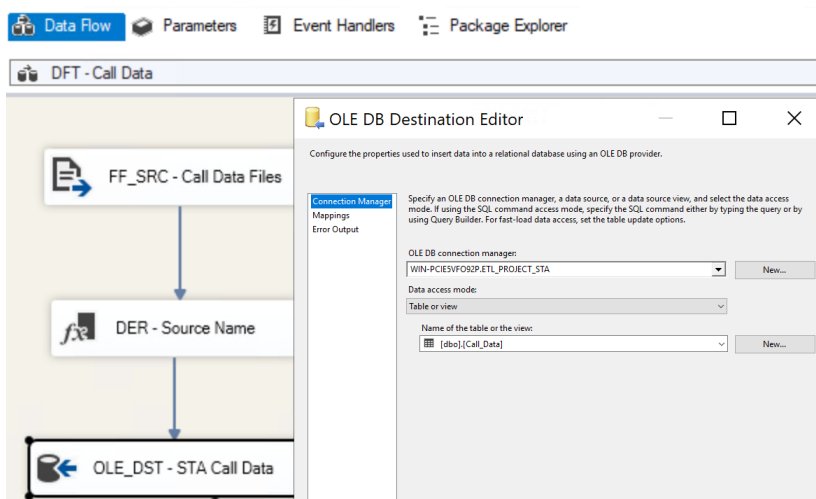 Data Flow
Parameters
Event Handlers
Package Explorer
DFT - Call Data
FF_SRC - Call Data Files
DER - Source Name
OLE_DST - STA Call Data
OLE DB Destination Editor
Configure the properties used to insert data into a relational database using an OLE DB provider.
Connection Manager
Mappings
Error Output
Specify an OLE DB connection manager, a data source, or a data source view, and select the data access
mode. If using the SQL command access mode, specify the SQL command either by typing the query or by
using Query Builder. For fast-load data access, set the table update options.
OLE DB connection manager:
WIN-PCIE5VFO92P.ETL_PROJECT_STA
New...
Data access mode:
Table or view
Name of the table or the view:
[dbo].[Call_Data]
New...